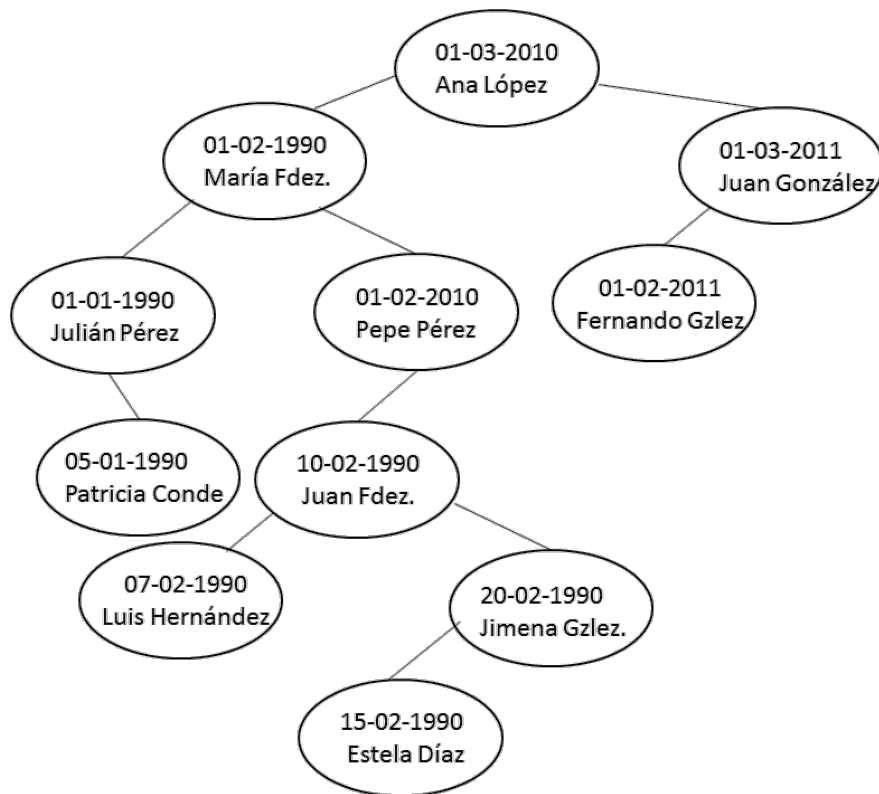 01-03-2010
Ana López
01-02-1990
María Fdez.
01-03-2011
Juan González
01-01-1990
Julián Pérez
01-02-2010
Pepe Pérez
01-02-2011
Fernando Gzlez
05-01-1990
Patricia Conde
10-02-1990
Juan Fdez.
07-02-1990
Luis Hernández
20-02-1990
Jimena Gzlez.
15-02-1990
Estela Díaz